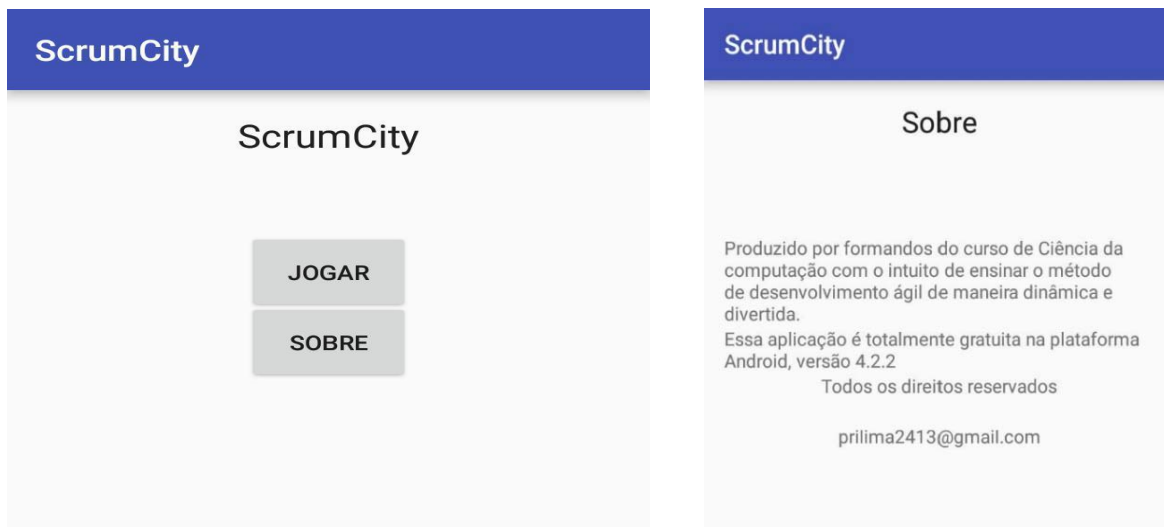 ScrumCity
ScrumCity
JOGAR
SOBRE
ScrumCity
Sobre
Produzido por formandos do curso de Ciência da
computação com o intuito de ensinar o método
de desenvolvimento ágil de maneira dinâmica e
divertida.
Essa aplicação é totalmente gratuita na plataforma
Android, versão 4.2.2
Todos os direitos reservados
prilima2413@gmail.com